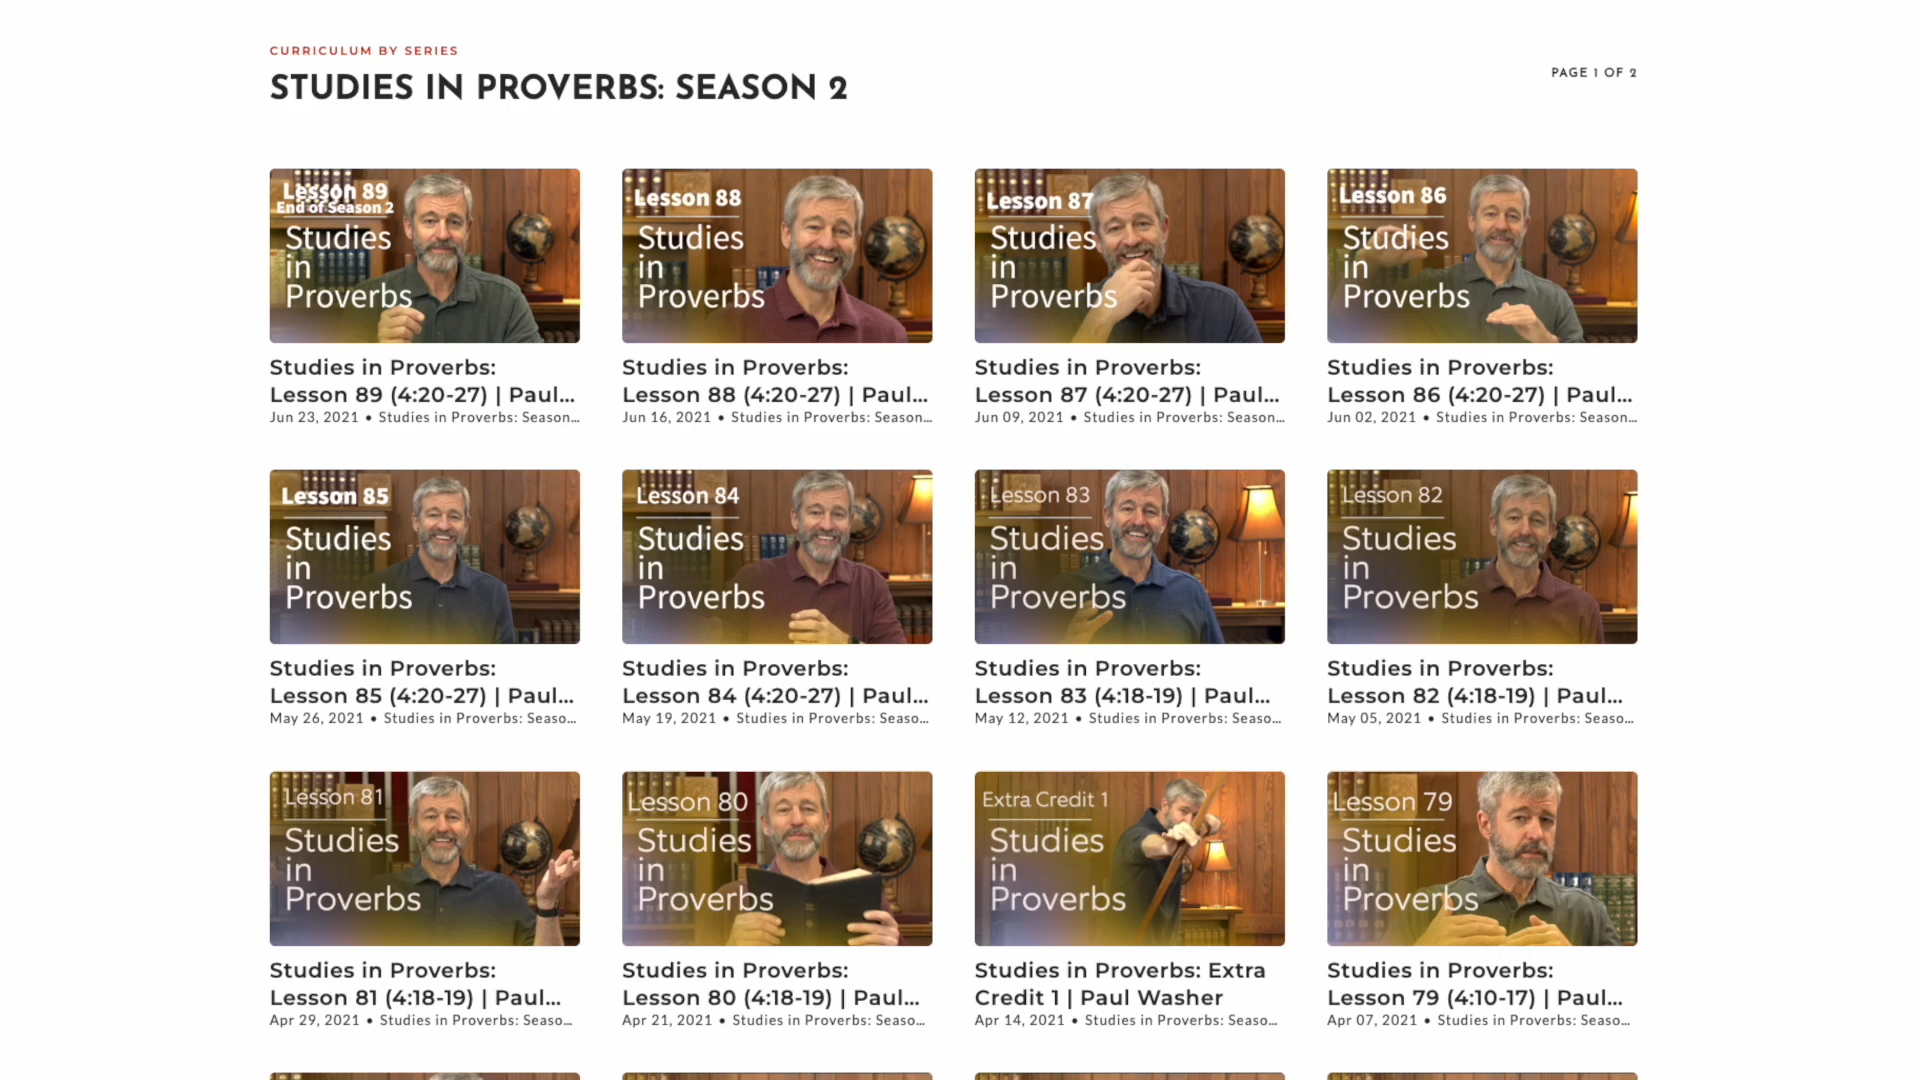 CURRICULUM BY SERIES
STUDIES IN PROVERBS: SEASON 2
PAGE 1 OF 2
Lesson 89
End of Season 2
Studies
in
Proverbs
Lesson 88
Studies
in
Proverbs
Lesson 87
Studies
in
Proverbs
Lesson 86
Studies
in
Proverbs
Studies in Proverbs:
Lesson 89 (4:20-27) | Paul...
Jun 23, 2021 • Studies in Proverbs: Season...
Studies in Proverbs:
Lesson 88 (4:20-27) | Paul...
Jun 16, 2021 • Studies in Proverbs: Season...
Studies in Proverbs:
Lesson 87 (4:20-27) | Paul...
Jun 09, 2021 • Studies in Proverbs: Season...
Studies in Proverbs:
Lesson 86 (4:20-27) | Paul...
Jun 02, 2021 • Studies in Proverbs: Season...
Lesson 85
Studies
in
Proverbs
Lesson 84
Studies
in
Proverbs
Lesson 83
Studies
in
Proverbs
Lesson 82
Studies
in
Proverbs
Studies in Proverbs:
Lesson 85 (4:20-27) | Paul...
May 26, 2021 • Studies in Proverbs: Seaso...
Studies in Proverbs:
Lesson 84 (4:20-27) | Paul...
May 19, 2021 • Studies in Proverbs: Seaso...
Studies in Proverbs:
Lesson 83 (4:18-19) | Paul...
May 12, 2021 • Studies in Proverbs: Seaso...
Studies in Proverbs:
Lesson 82 (4:18-19) | Paul...
May 05, 2021 • Studies in Proverbs: Seaso...
Lesson 81
Studies
in
Proverbs
Lesson 80
Studies
in
Proverbs
Extra Credit 1
Studies
in
Proverbs
Lesson 79
Studies
in
Proverbs
Studies in Proverbs:
Lesson 81 (4:18-19) | Paul...
Apr 29, 2021 • Studies in Proverbs: Seaso...
Studies in Proverbs:
Lesson 80 (4:18-19) | Paul...
Apr 21, 2021 • Studies in Proverbs: Seaso...
Studies in Proverbs: Extra
Credit 1 | Paul Washer
Apr 14, 2021 • Studies in Proverbs: Seaso...
Studies in Proverbs:
Lesson 79 (4:10-17) | Paul...
Apr 07, 2021 • Studies in Proverbs: Seaso...